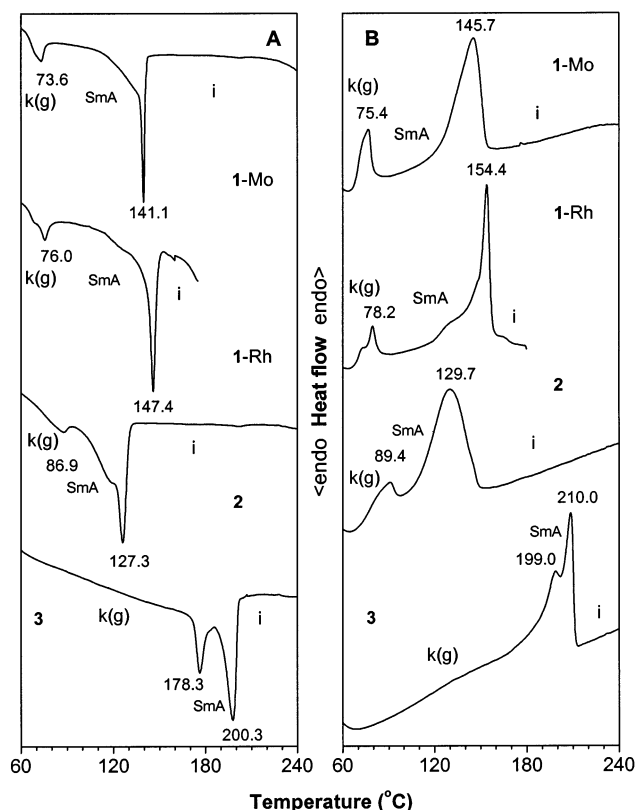 A
73.6
k(g)
SmA
i
1-Mo
141.1
76.0
k(g)
SmA
i
1-Rh
147.4
k(g)
86.9
SmA
i
2
127.3
3
k(g)
i
178.3
SmA
200.3
60 120 180 240
<endo Heat flow endo>
B
145.7
1-Mo
k(g)
75.4
SmA
i
154.4
1-Rh
k(g)
78.2
SmA
i
129.7
2
SmA
89.4
k(g)
i
210.0
SmA
199.0
3
i
k(g)
60 120 180 240
Temperature (°C)